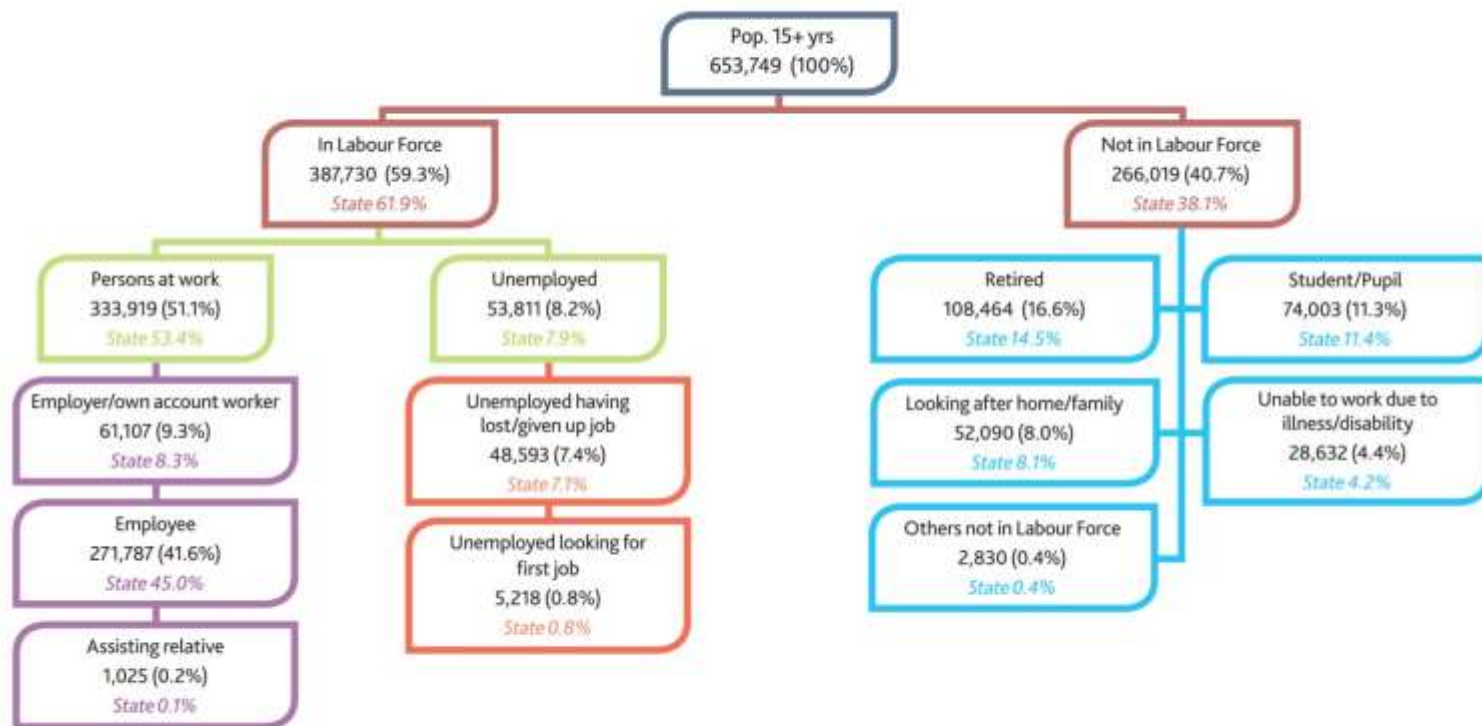 Pop. 15+ yrs
653,749 (100%)
In Labour Force
387,730 (59.3%)
State 61.9%
Not in Labour Force
266,019 (40.7%)
State 38.1%
Persons at work
333,919 (51.1%)
State 53.4%
Unemployed
53,811 (8.2%)
State 7.9%
Retired
108,464 (16.6%)
State 14.5%
Student/Pupil
74,003 (11.3%)
State 11.4%
Employer/own account worker
61,107 (9.3%)
State 8.3%
Unemployed having
lost/given up job
48,593 (7.4%)
State 7.1%
Looking after home/family
52,090 (8.0%)
State 8.1%
Unable to work due to
illness/disability
28,632 (4.4%)
State 4.2%
Employee
271,787 (41.6%)
State 45.0%
Unemployed looking for
first job
5,218 (0.8%)
State 0.8%
Others not in Labour Force
2,830 (0.4%)
State 0.4%
Assisting relative
1,025 (0.2%)
State 0.1%